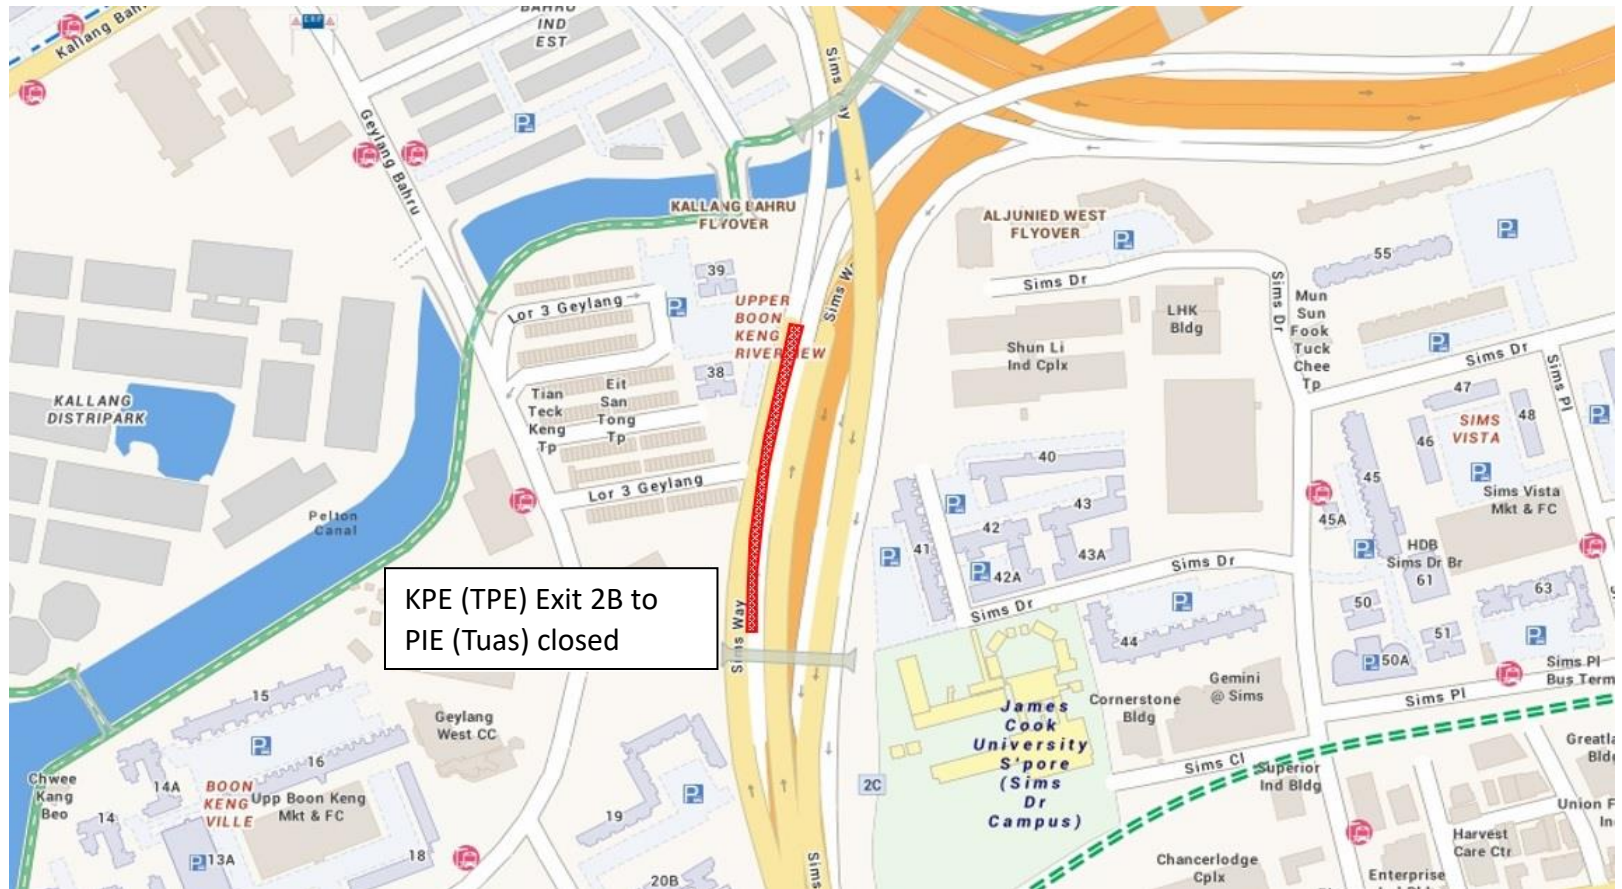 BAHRU
IND
EST
ERP
Kallang Bah
Sims Way
Geylang Bahru
KALLANG BAHRU
FLYOVER
ALJUNIED WEST
FLYOVER
55
39
Sims Dr
Sims Dr
Lor 3 Geylang
UPPER
BOON
KENG
RIVERVIEW
Sims Wa
LHK
Bldg
Mun
Sun
Fook
Tuck
Chee
Tp
Shun Li
Ind Cplx
Sims Dr
Sims Pl
38
KALLANG
DISTRIPARK
Tian
Teck
Keng
Tp
Eit
San
Tong
Tp
47
48
46
SIMS
VISTA
40
45
Lor 3 Geylang
Sims Vista
Mkt & FC
43
42
45A
Pelton
Canal
41
43A
42A
HDB
Sims Dr Br
61
Sims Dr
63
50
Sims Dr
KPE (TPE) Exit 2B to
PIE (Tuas) closed
Sims Way
44
51
50A
Sims Pl
Bus Term
Gemini
@ Sims
Sims Pl
15
Cornerstone
Bldg
Geylang
West CC
James
Cook
University
S'pore
(Sims
Dr
Campus)
16
Sims Cl
Superior
Ind Bldg
Greatla
Bldg
Chwee
Kang
Beo
14A
BOON
KENG
VILLE
Upp Boon Keng
Mkt & FC
2C
14
19
Union F
In
Harvest
Care Ctr
13A
18
Sims
Chancerlodge
Cplx
20B
Enterprise